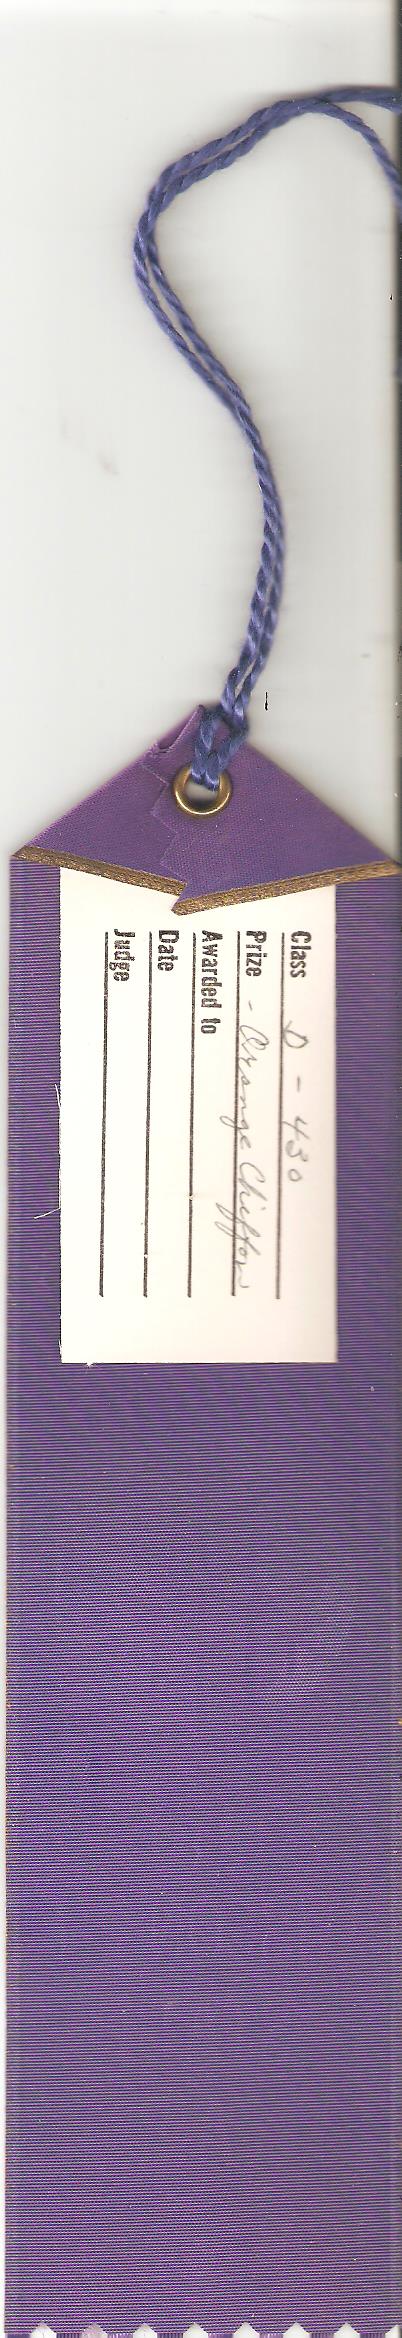 Class D - 430
Prize - Orange Chiffon
Awarded to
Date
Judge